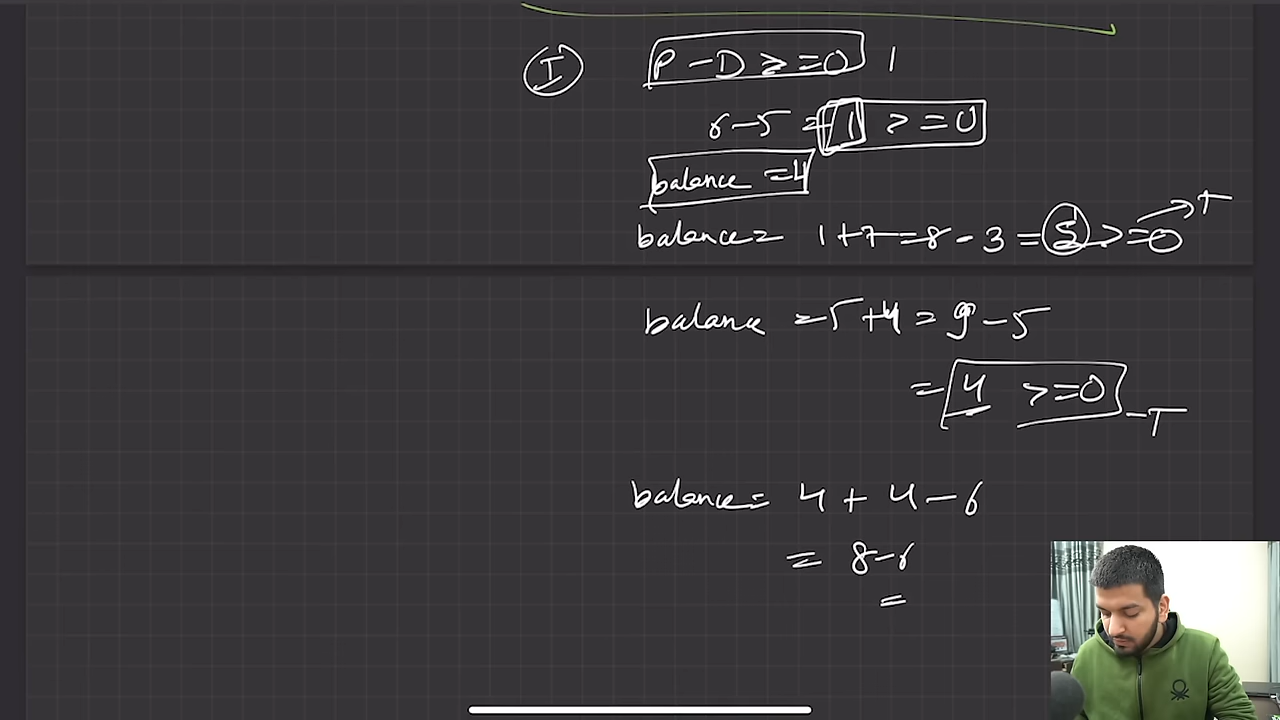 I P - D >= 0 1
6 - 5 = 1 >= 0
balance = 4
balance = 1 + 7 = 8 - 3 = 5 >= 0 → T
balance = 5 + 4 = 9 - 5
= 4 >= 0 - T
balance = 4 + 4 - 6
= 8 - 6
=